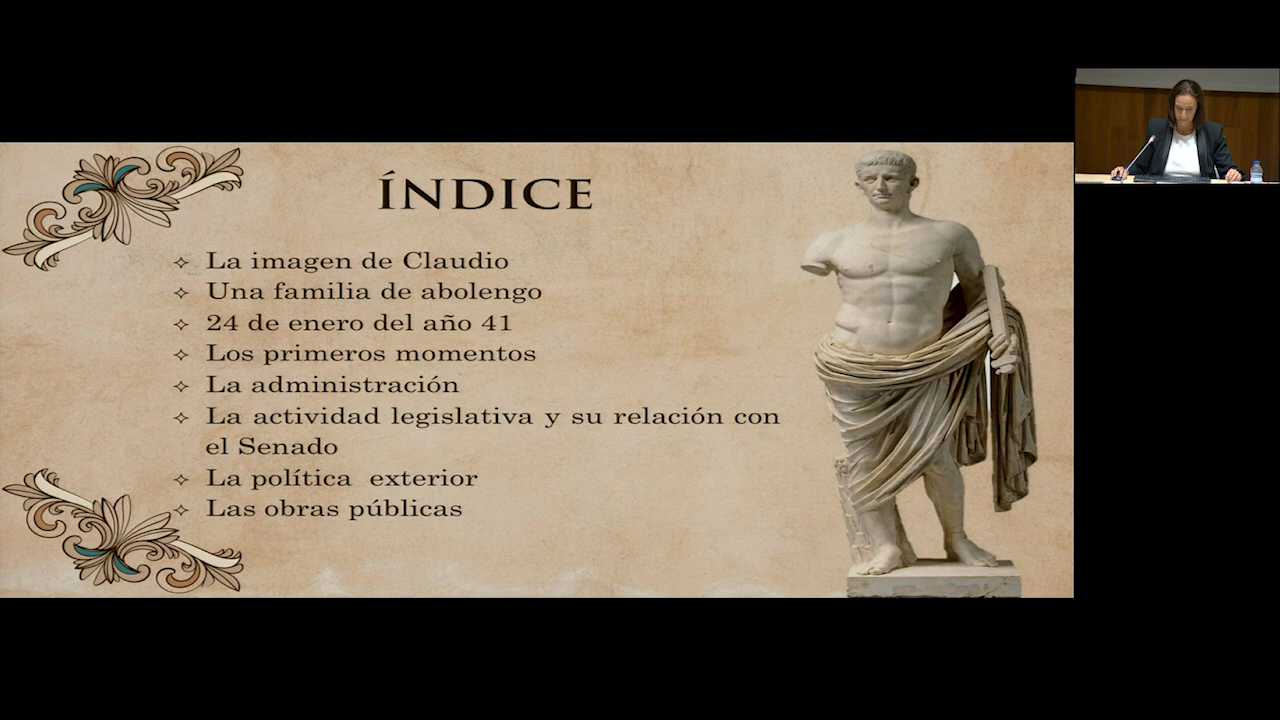 ÍNDICE
La imagen de Claudio
Una familia de abolengo
24 de enero del año 41
Los primeros momentos
La administración
La actividad legislativa y su relación con
el Senado
La política exterior
Las obras públicas